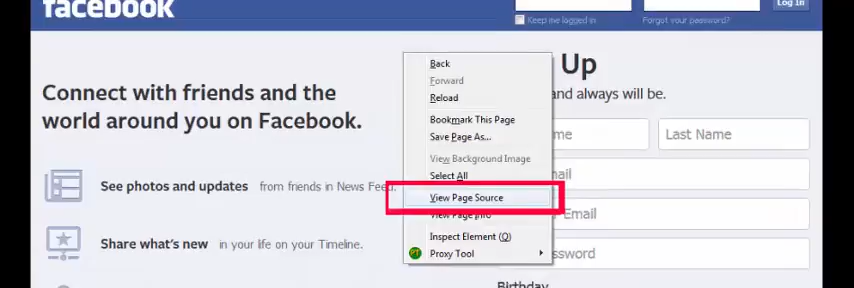 facebook
Log In
Keep me logged in
Forgot your password?
Connect with friends and the
world around you on Facebook.
See photos and updates from friends in News Feed.
Share what's new in your life on your Timeline.
Back
Forward
Reload
Bookmark This Page
Save Page As...
View Background Image
Select All
View Page Source
View Page Info
Inspect Element (Q)
Proxy Tool
Up
and always will be.
me
Last Name
mail
Email
ssword
Birthday